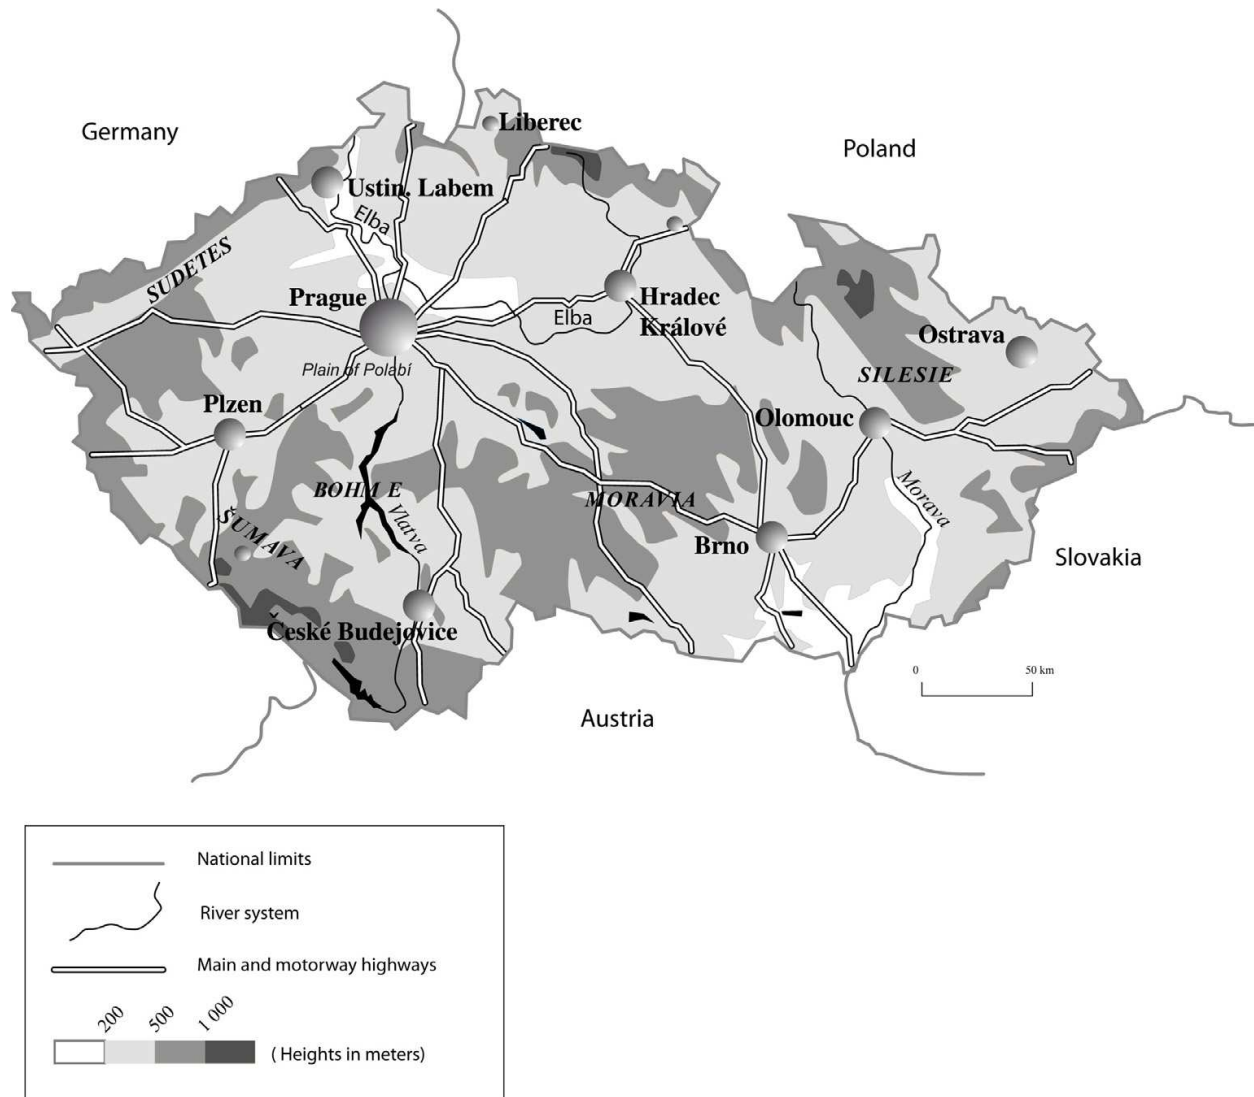 Germany
Liberec
Poland
Ustin. Labem
Elba
SUDETES
Prague
Hradec
Králové
Elba
Ostrava
Plain of Polabí
SILESIE
Plzen
Olomouc
BOHM E
MORAVIA
Morava
Vlatva
ŠUMAVA
Brno
Slovakia
České Budejovice
0 50 km
Austria
National limits
River system
Main and motorway highways
200 500 1 000
( Heights in meters)